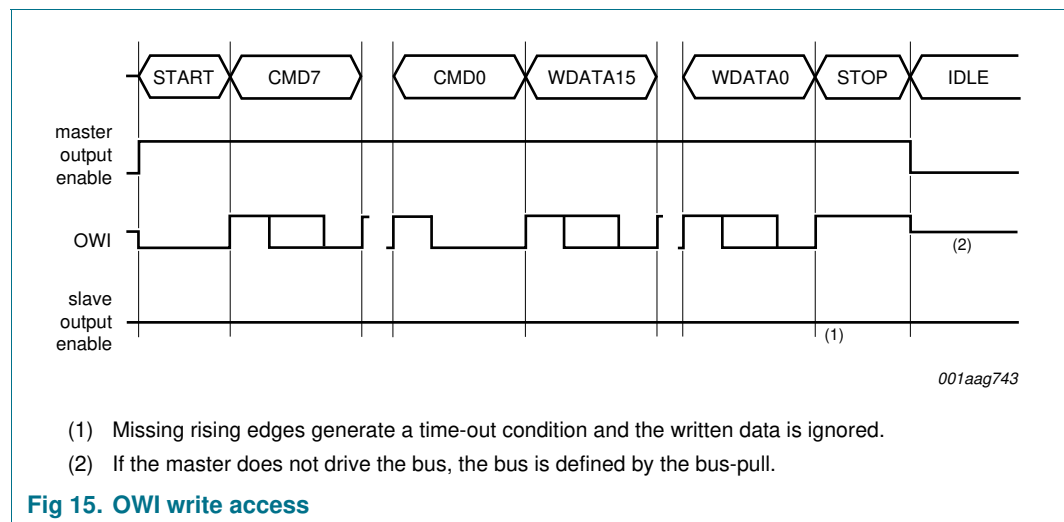 START CMD7 CMD0 WDATA15 WDATA0 STOP IDLE
master
output
enable
OWI
(2)
slave
output
enable
(1)
001aag743
(1) Missing rising edges generate a time-out condition and the written data is ignored.
(2) If the master does not drive the bus, the bus is defined by the bus-pull.
Fig 15. OWI write access